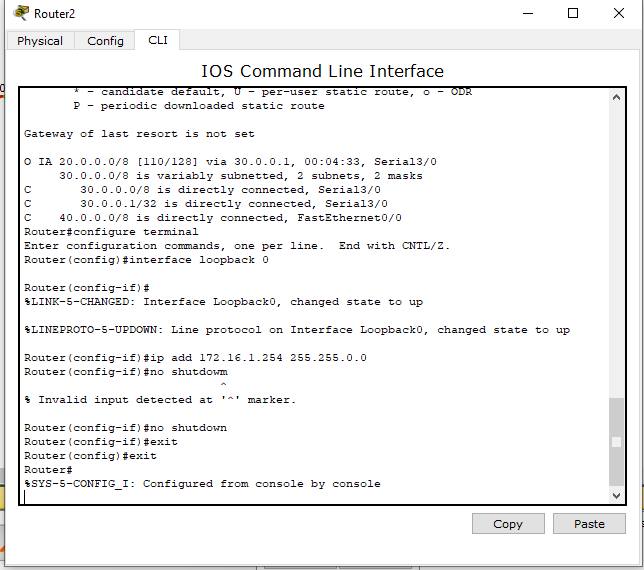 Router2
Physical Config CLI
IOS Command Line Interface
* - candidate default, U - per-user static route, o - ODR
P - periodic downloaded static route
Gateway of last resort is not set
O IA 20.0.0.0/8 [110/128] via 30.0.0.1, 00:04:33, Serial3/0
30.0.0.0/8 is variably subnetted, 2 subnets, 2 masks
C 30.0.0.0/8 is directly connected, Serial3/0
C 30.0.0.1/32 is directly connected, Serial3/0
C 40.0.0.0/8 is directly connected, FastEthernet0/0
Router#configure terminal
Enter configuration commands, one per line. End with CNTL/Z.
Router(config)#interface loopback 0
Router(config-if)#
%LINK-5-CHANGED: Interface Loopback0, changed state to up
%LINEPROTO-5-UPDOWN: Line protocol on Interface Loopback0, changed state to up
Router(config-if)#ip add 172.16.1.254 255.255.0.0
Router(config-if)#no shutdowm
^
% Invalid input detected at '^' marker.
Router(config-if)#no shutdown
Router(config-if)#exit
Router(config)#exit
Router#
%SYS-5-CONFIG_I: Configured from console by console
Copy Paste